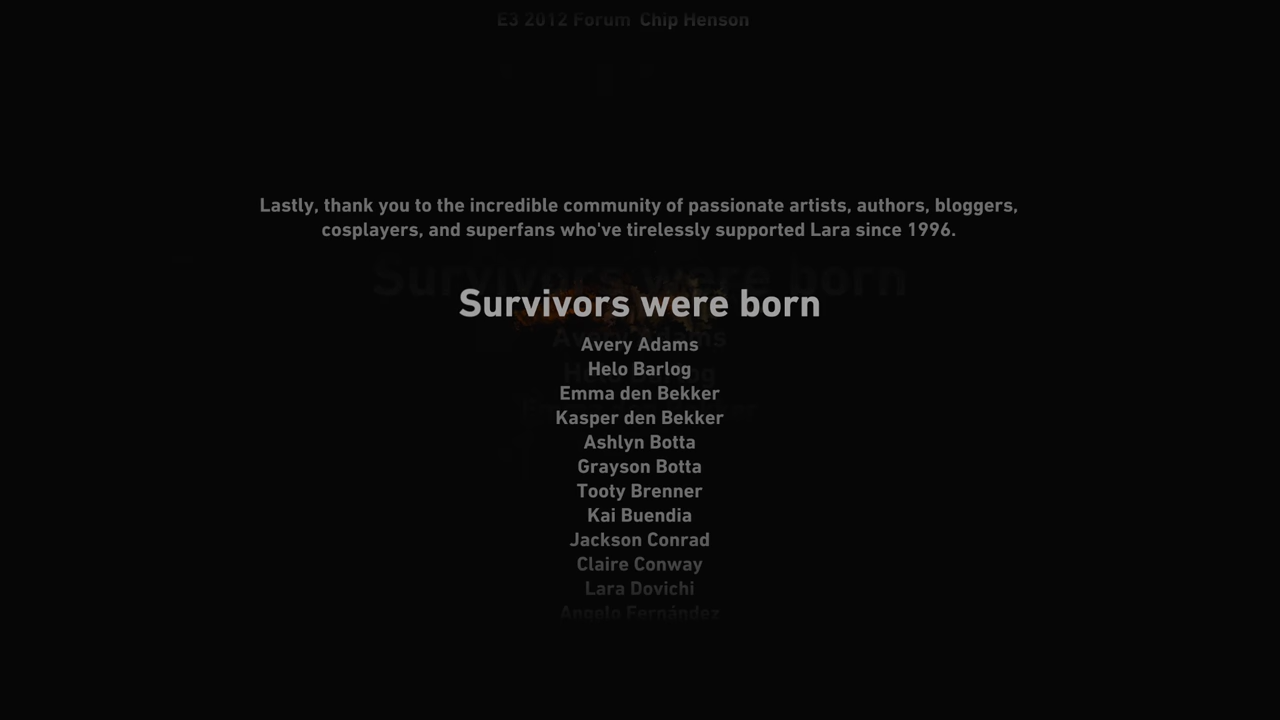 E3 2012 Forum Chip Henson
Lastly, thank you to the incredible community of passionate artists, authors, bloggers,
cosplayers, and superfans who've tirelessly supported Lara since 1996.
Survivors were born
Avery Adams
Helo Barlog
Emma den Bekker
Kasper den Bekker
Ashlyn Botta
Grayson Botta
Tooty Brenner
Kai Buendia
Jackson Conrad
Claire Conway
Lara Dovichi
Angelo Fernández